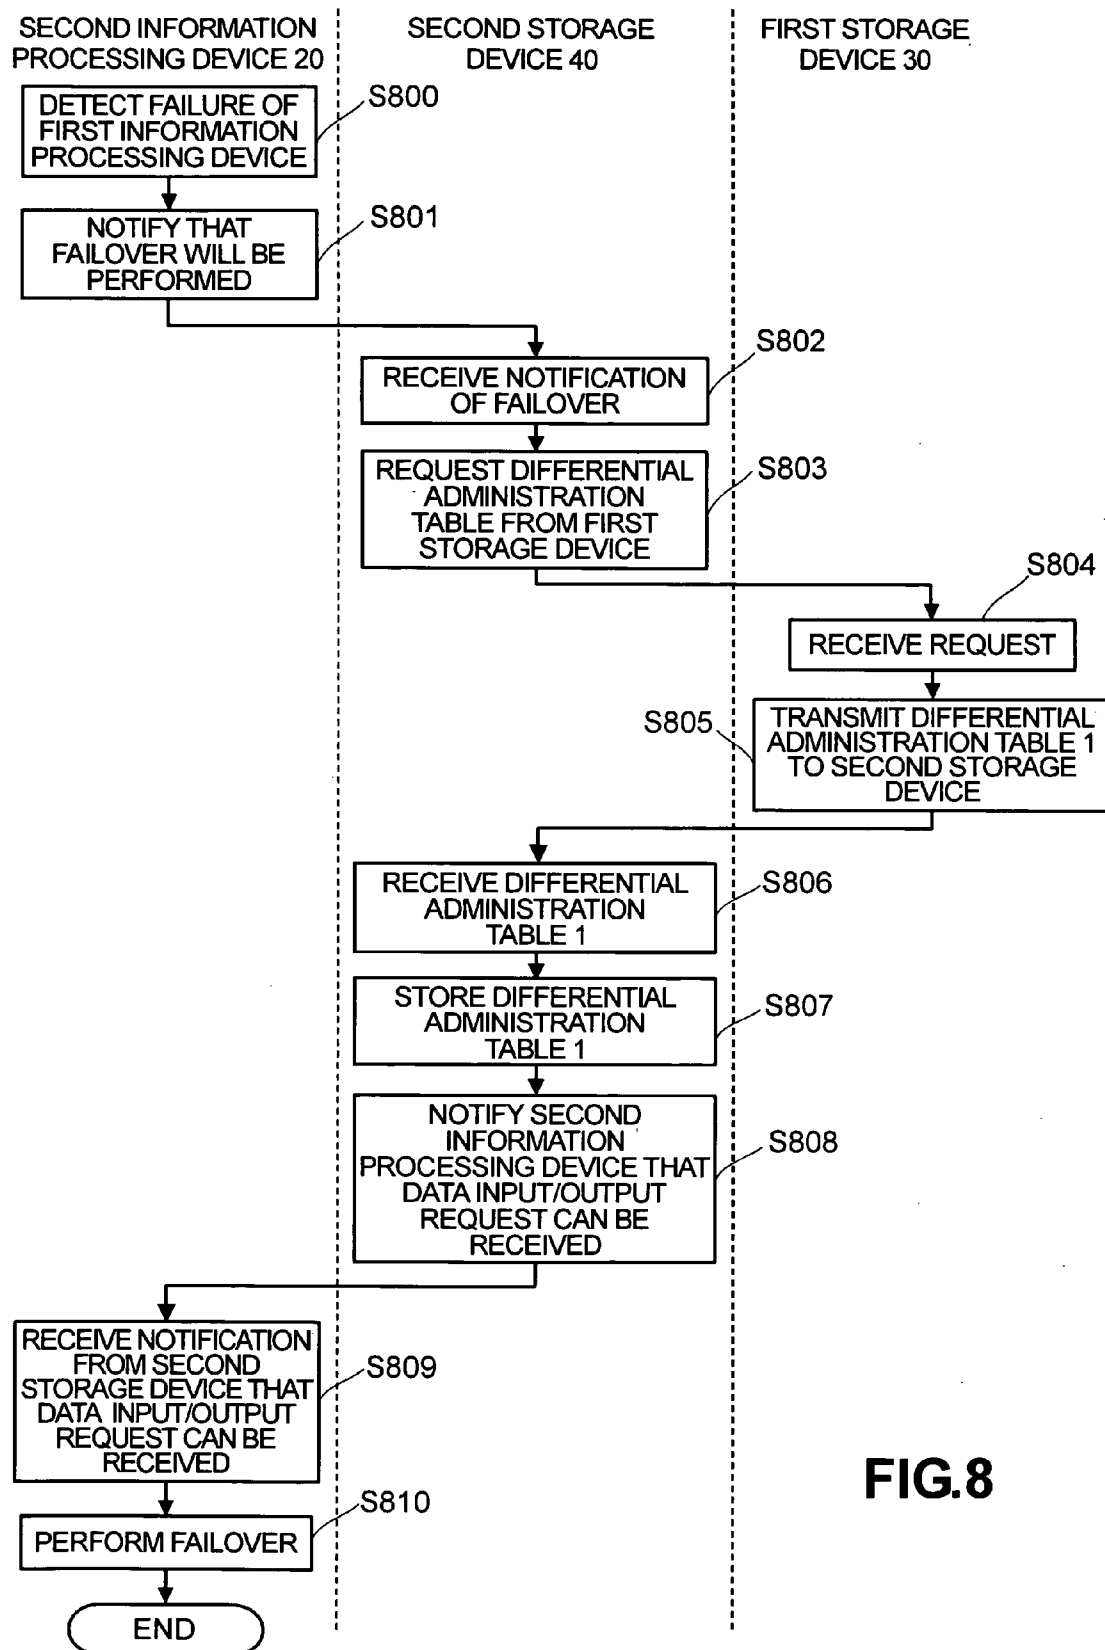 SECOND INFORMATION
PROCESSING DEVICE 20
SECOND STORAGE
DEVICE 40
FIRST STORAGE
DEVICE 30
DETECT FAILURE OF
FIRST INFORMATION
PROCESSING DEVICE
S800
NOTIFY THAT
FAILOVER WILL BE
PERFORMED
S801
RECEIVE NOTIFICATION
OF FAILOVER
S802
REQUEST DIFFERENTIAL
ADMINISTRATION
TABLE FROM FIRST
STORAGE DEVICE
S803
S804
RECEIVE REQUEST
S805
TRANSMIT DIFFERENTIAL
ADMINISTRATION TABLE 1
TO SECOND STORAGE
DEVICE
RECEIVE DIFFERENTIAL
ADMINISTRATION
TABLE 1
S806
STORE DIFFERENTIAL
ADMINISTRATION
TABLE 1
S807
NOTIFY SECOND
INFORMATION
PROCESSING DEVICE THAT
DATA INPUT/OUTPUT
REQUEST CAN BE
RECEIVED
S808
RECEIVE NOTIFICATION
FROM SECOND
STORAGE DEVICE THAT
DATA INPUT/OUTPUT
REQUEST CAN BE
RECEIVED
S809
PERFORM FAILOVER
S810
END
FIG.8